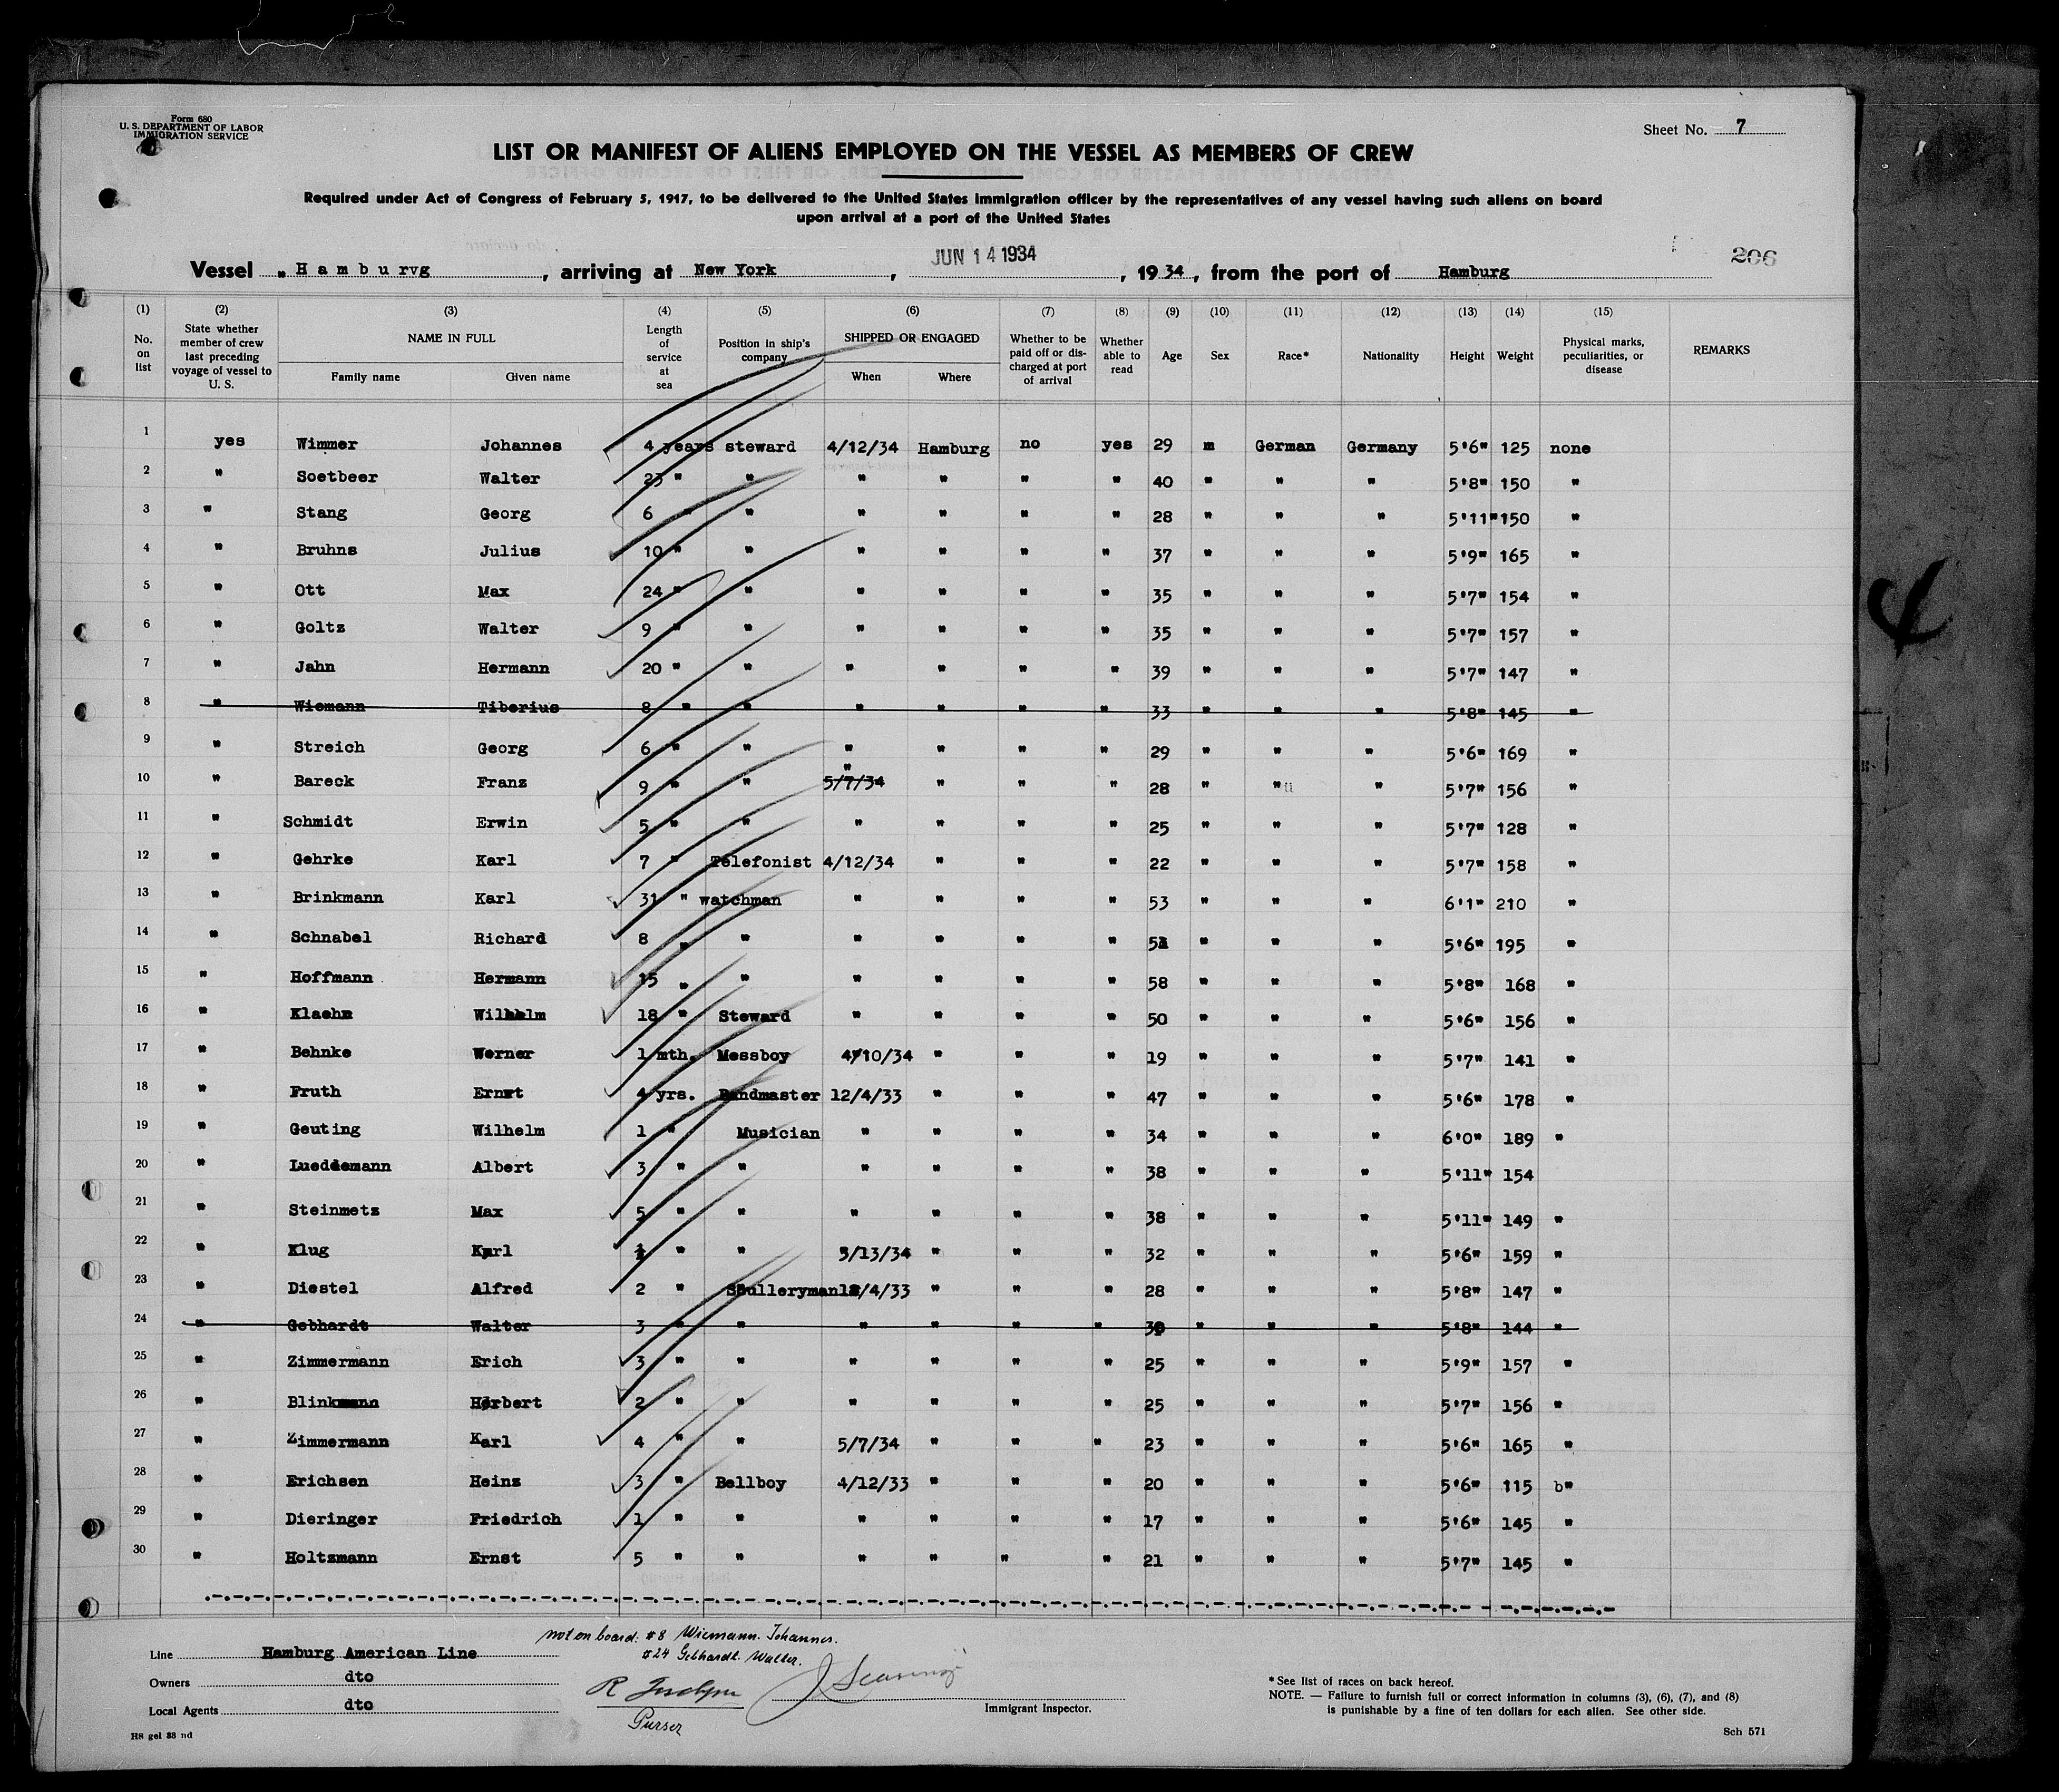 Form 680
U. S. DEPARTMENT OF LABOR
IMMIGRATION SERVICE
Sheet No. 7
LIST OR MANIFEST OF ALIENS EMPLOYED ON THE VESSEL AS MEMBERS OF CREW
Required under Act of Congress of February 5, 1917, to be delivered to the United States immigration officer by the representatives of any vessel having such aliens on board
upon arrival at a port of the United States
JUN 14 1934
206
Vessel "Hamburvg, arriving at New York, 1934, from the port of Hamburg
(1) (2) (3) (4) (5) (6) (7) (8) (9) (10) (11) (12) (13) (14) (15)
No. on list State whether member of crew last preceding voyage of vessel to U. S. NAME IN FULL Family name Given name Length of service at sea Position in ship's company SHIPPED OR ENGAGED When Where Whether to be paid off or discharged at port of arrival Whether able to read Age Sex Race* Nationality Height Weight Physical marks, peculiarities, or disease REMARKS
1 yes Wimmer Johannes 4 years steward 4/12/34 Hamburg no yes 29 m German Germany 5'6" 125 none
2 " Soetbeer Walter 23 " " " " " " 40 " " " 5'8" 150 "
3 " Stang Georg 6 " " " " " " 28 " " " 5'11" 150 "
4 " Bruhns Julius 10 " " " " " " 37 " " " 5'9" 165 "
5 " Ott Max 24 " " " " " " 35 " " " 5'7" 154 "
6 " Goltz Walter 9 " " " " " " 35 " " " 5'7" 157 "
7 " Jahn Hermann 20 " " " " " " 39 " " " 5'7" 147 "
8 " Wiemann Tiberius 8 " " " " " " 33 " " " 5'8" 145 "
9 " Streich Georg 6 " " " " " " 29 " " " 5'6" 169 "
10 " Bareck Franz 9 " " 5/7/34 " " " " 28 " " " 5'7" 156 "
11 " Schmidt Erwin 5 " " " " " " 25 " " " 5'7" 128 "
12 " Gehrke Karl 7 " Telefonist 4/12/34 " " " 22 " " " 5'7" 158 "
13 " Brinkmann Karl 31 " watchman " " " " 53 " " " 6'1" 210 "
14 " Schnabel Richard 8 " " " " " " " " " 5'6" 195 "
15 " Hoffmann Hermann 15 " " " " " " 58 " " " 5'8" 168 "
16 " Klaehn Wilhelm 18 " Steward " " " " 50 " " " 5'6" 156 "
17 " Behnke Werner 1 mth. Messboy 4/10/34 " " " 19 " " " 5'7" 141 "
18 " Fruth Ernst 4 yrs. Bandmaster 12/4/33 " " " 47 " " " 5'6" 178 "
19 " Geuting Wilhelm 1 " Musician " " " " 34 " " " 6'0" 189 "
20 " Lueddemann Albert 3 " " " " " " 38 " " " 5'11" 154
21 " Steinmetz Max 5 " " " " " " 38 " " " 5'11" 149 "
22 " Klug Karl " " 3/13/34 " " " 32 " " " 5'6" 159 "
23 " Diestel Alfred 2 " Sculleryman 12/4/33 " " " 28 " " " 5'8" 147 "
24 " Gebhardt Walter 3 " " " " " " " " " 5'8" 144 "
25 " Zimmermann Erich 3 " " " " " " 25 " " " 5'9" 157 "
26 " Blinkmann Herbert 2 " " " " " " 25 " " " 5'7" 156 "
27 " Zimmermann Karl 4 " " 5/7/34 " " " 23 " " " 5'6" 165 "
28 " Erichsen Heinz 3 " Bellboy 4/12/33 " " " 20 " " " 5'6" 115 b"
29 " Dieringer Friedrich 1 " " " " " " 17 " " " 5'6" 145 "
30 " Holtzmann Ernst 5 " " " " " " 21 " " " 5'7" 145 "
not on board: #8 Wiemann. Johannes.
#24 Gebhardt. Walter.
Line Hamburg American Line
Owners dto
Local Agents dto
Purser
Immigrant Inspector.
* See list of races on back hereof.
NOTE. — Failure to furnish full or correct information in columns (3), (6), (7), and (8)
is punishable by a fine of ten dollars for each alien. See other side.
H8 gel 33 nd
Sch 571
4